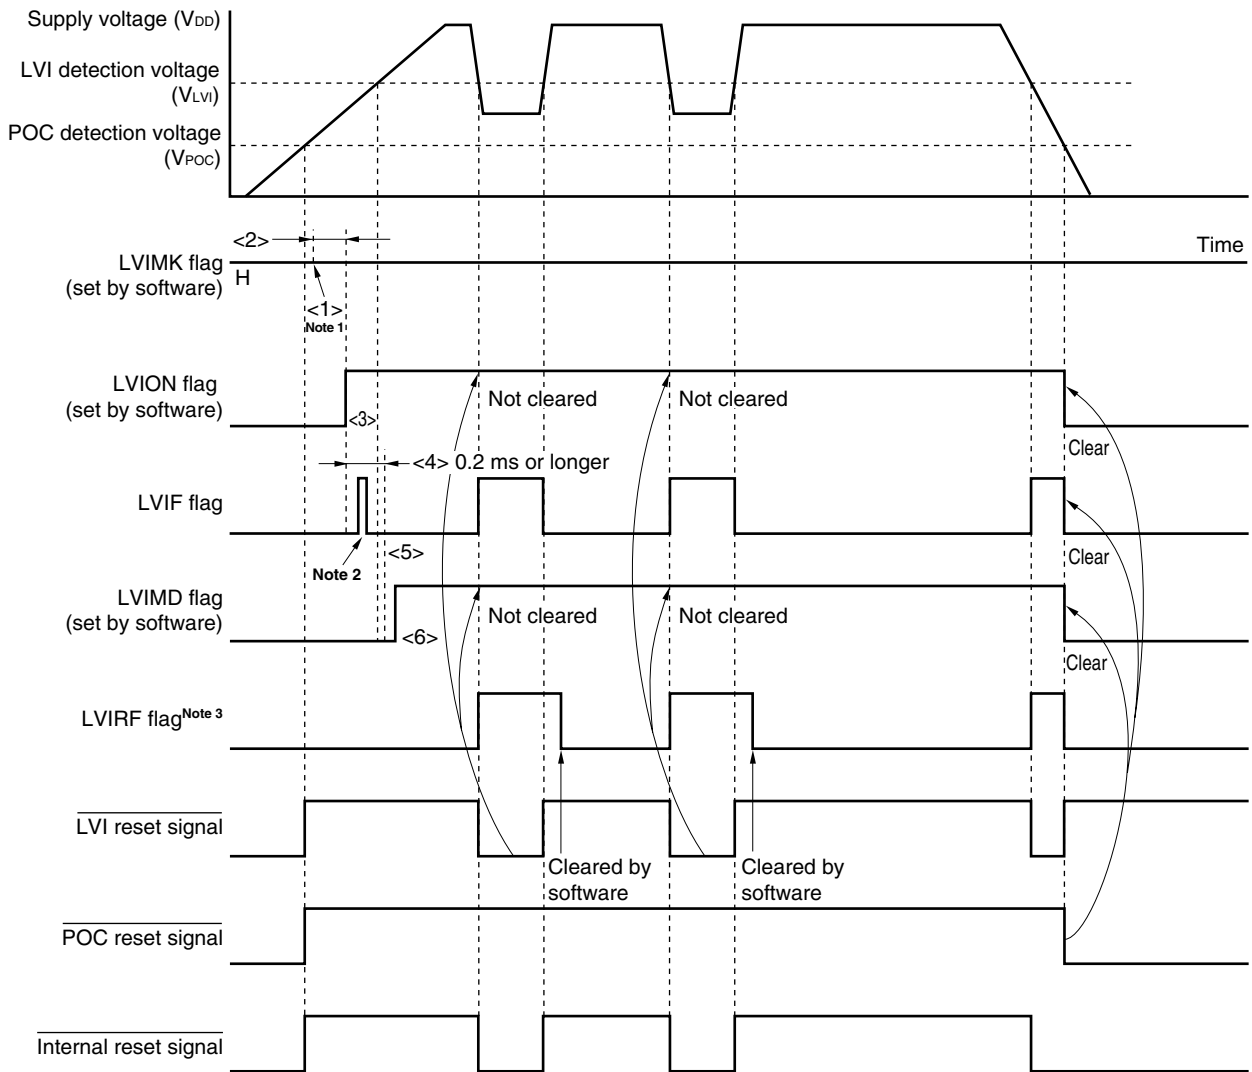 Supply voltage (VDD)
LVI detection voltage
(VLVI)
POC detection voltage
(VPOC)
<2>
Time
LVIMK flag
(set by software)
H
<1>
Note 1
LVION flag
(set by software)
Not cleared
Not cleared
<3>
Clear
<4> 0.2 ms or longer
LVIF flag
<5>
Note 2
Clear
LVIMD flag
(set by software)
Not cleared
Not cleared
<6>
Clear
LVIRF flagNote 3
LVI reset signal
Cleared by
software
Cleared by
software
POC reset signal
Internal reset signal